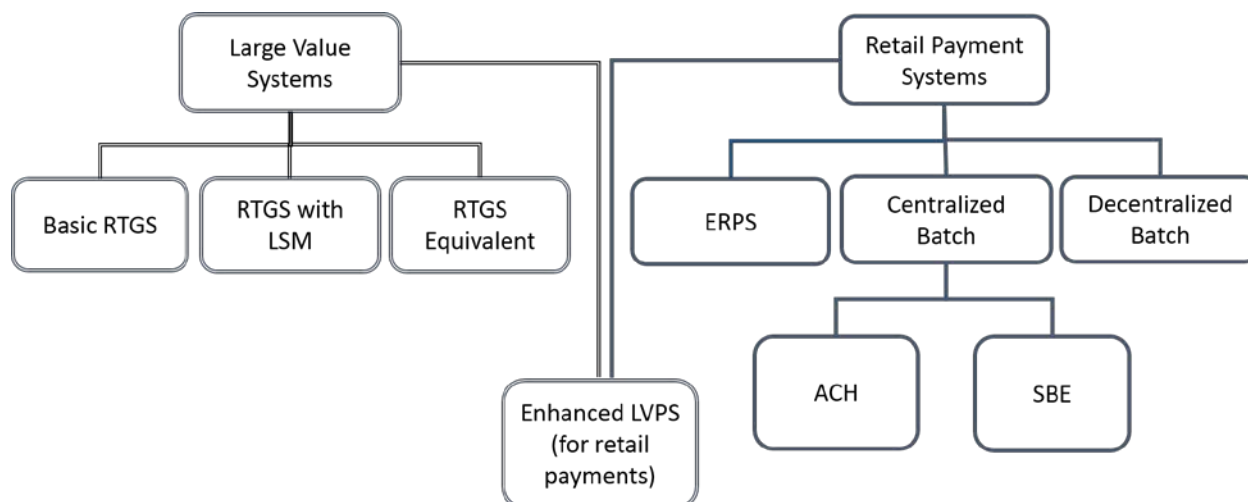 Large Value
Systems
Retail Payment
Systems
Basic RTGS
RTGS with
LSM
RTGS
Equivalent
ERPS
Centralized
Batch
Decentralized
Batch
ACH
SBE
Enhanced LVPS
(for retail
payments)